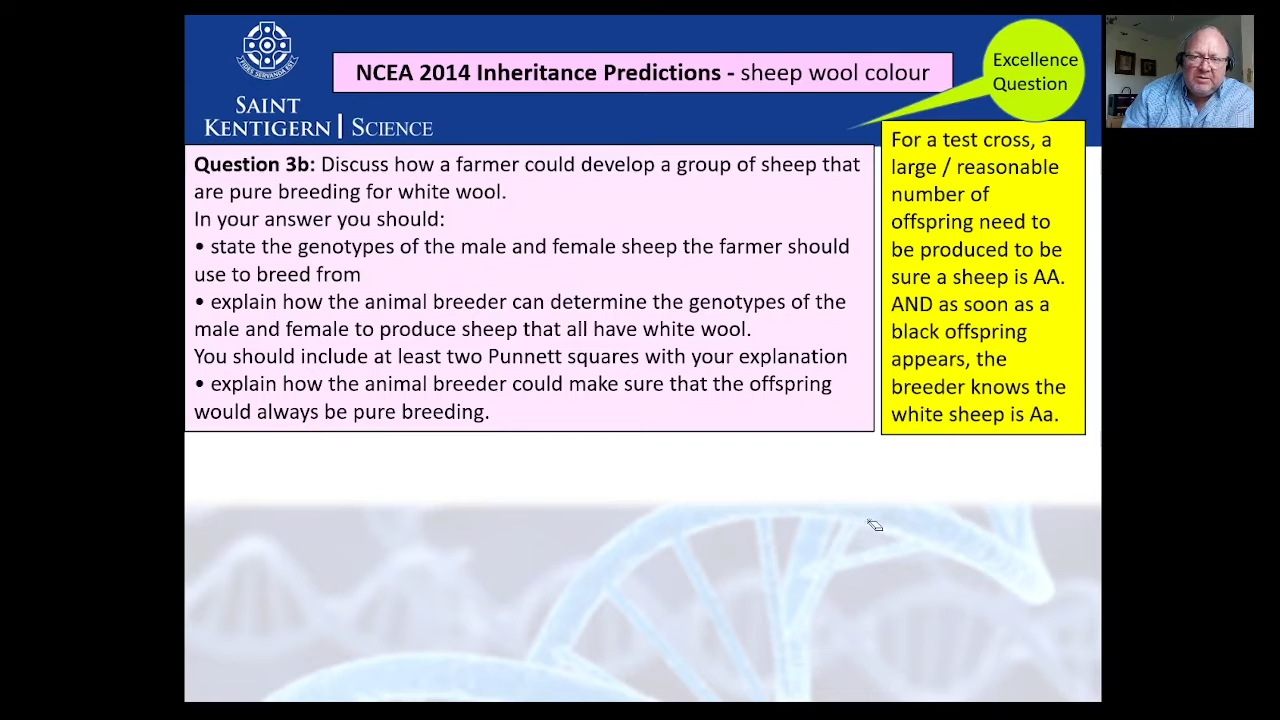 NCEA 2014 Inheritance Predictions - sheep wool colour
Excellence
Question
SAINT
KENTIGERN | SCIENCE
FIDES SERVANDA EST
Question 3b: Discuss how a farmer could develop a group of sheep that
are pure breeding for white wool.
In your answer you should:
• state the genotypes of the male and female sheep the farmer should
use to breed from
• explain how the animal breeder can determine the genotypes of the
male and female to produce sheep that all have white wool.
You should include at least two Punnett squares with your explanation
• explain how the animal breeder could make sure that the offspring
would always be pure breeding.
For a test cross, a
large / reasonable
number of
offspring need to
be produced to be
sure a sheep is AA.
AND as soon as a
black offspring
appears, the
breeder knows the
white sheep is Aa.